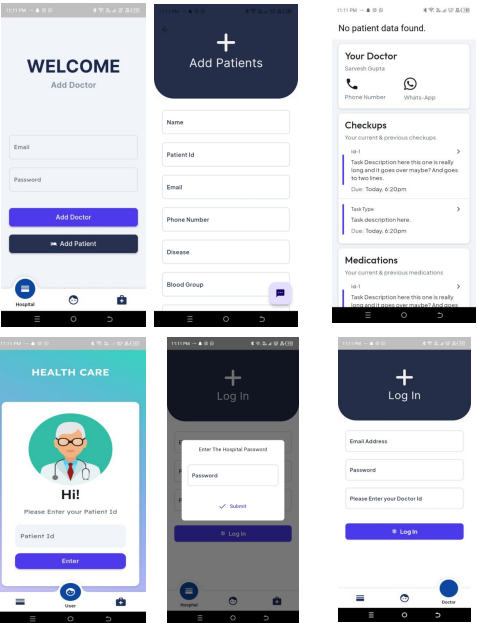 11:11 PM
WELCOME
Add Doctor
Email
Password
Add Doctor
Add Patient
Hospital
11:11 PM
Add Patients
Name
Patient Id
Email
Phone Number
Disease
Blood Group
11:11 PM
No patient data found.
Your Doctor
Sarvesh Gupta
Phone Number
Whats-App
Checkups
Your current & previous checkups.
Id-1
Task Description here this one is really
long and it goes over maybe? And goes
to two lines.
Due: Today. 6:20pm
TaskType
Task description here.
Due: Today. 6:20pm
Medications
Your current & previous medications
Id-1
Task Description here this one is really
long and it goes over maybe? And goes
11:11 PM
HEALTH CARE
Hi!
Please Enter your Patient Id
Patient Id
Enter
User
11:11 PM
Log In
Enter The Hospital Password
Password
Submit
Log In
Hospital
11:11 PM
Log In
Email Address
Password
Please Enter your Doctor Id
Log In
Doctor